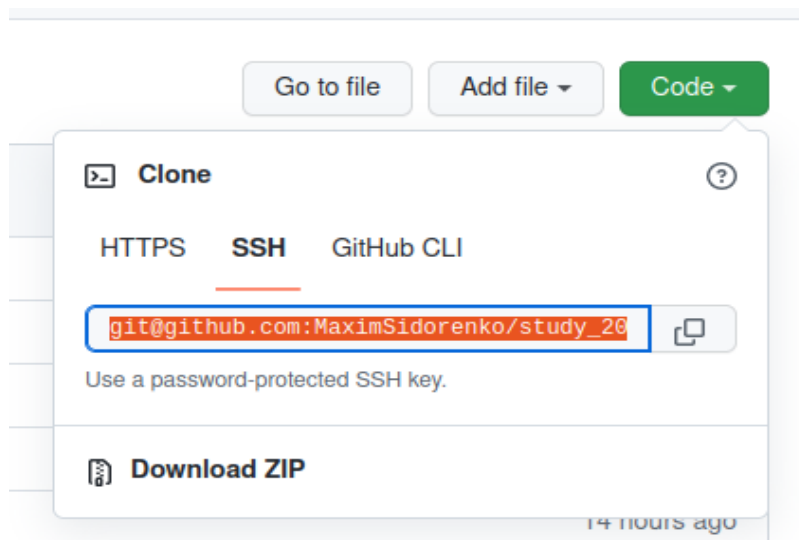 Go to file Add file Code
Clone
HTTPS SSH GitHub CLI
git@github.com:MaximSidorenko/study_20
Use a password-protected SSH key.
Download ZIP
14 hours ago